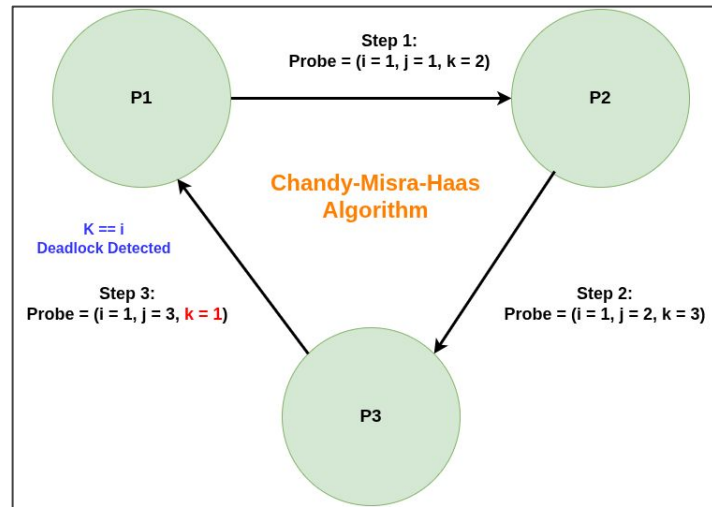 Step 1:
Probe = (i = 1, j = 1, k = 2)
P1
P2
Chandy-Misra-Haas
Algorithm
K == i
Deadlock Detected
Step 3:
Probe = (i = 1, j = 3, k = 1)
Step 2:
Probe = (i = 1, j = 2, k = 3)
P3